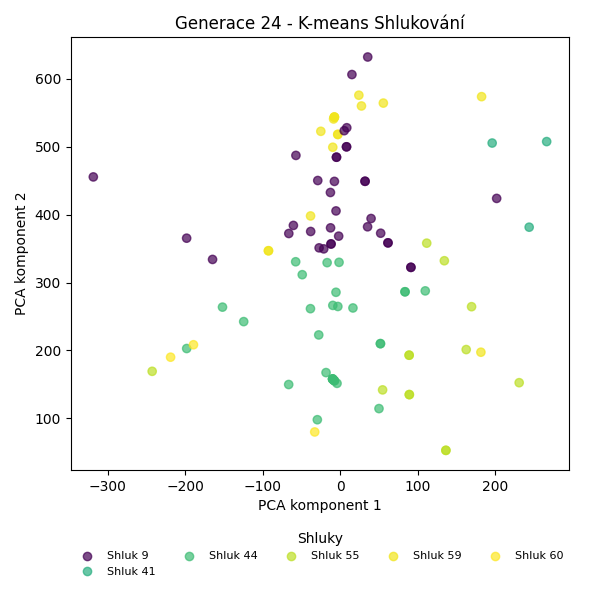 Generace 24 - K-means Shlukování
PCA komponent 2
600
500
400
300
200
100
−300
−200
−100
0
100
200
PCA komponent 1
Shluky
Shluk 9
Shluk 44
Shluk 55
Shluk 59
Shluk 60
Shluk 41